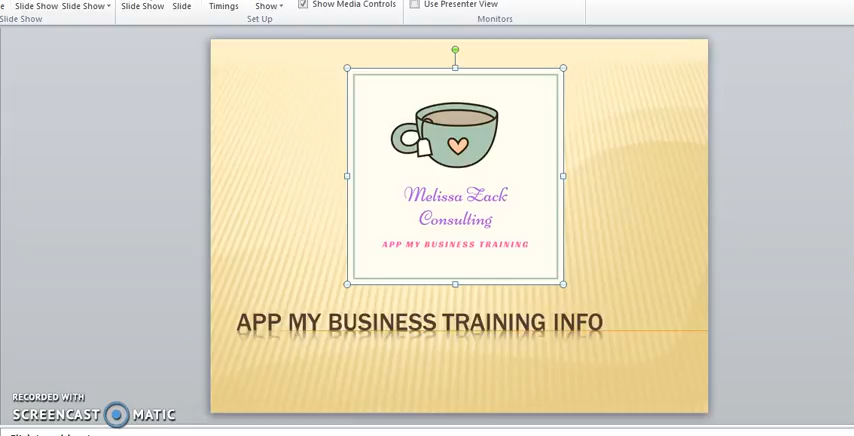 Slide Show Slide Show Slide Show Slide Timings Show Show Media Controls Use Presenter View
Slide Show Set Up Monitors
Melissa Zack
Consulting
APP MY BUSINESS TRAINING
APP MY BUSINESS TRAINING INFO
RECORDED WITH
SCREENCAST MATIC